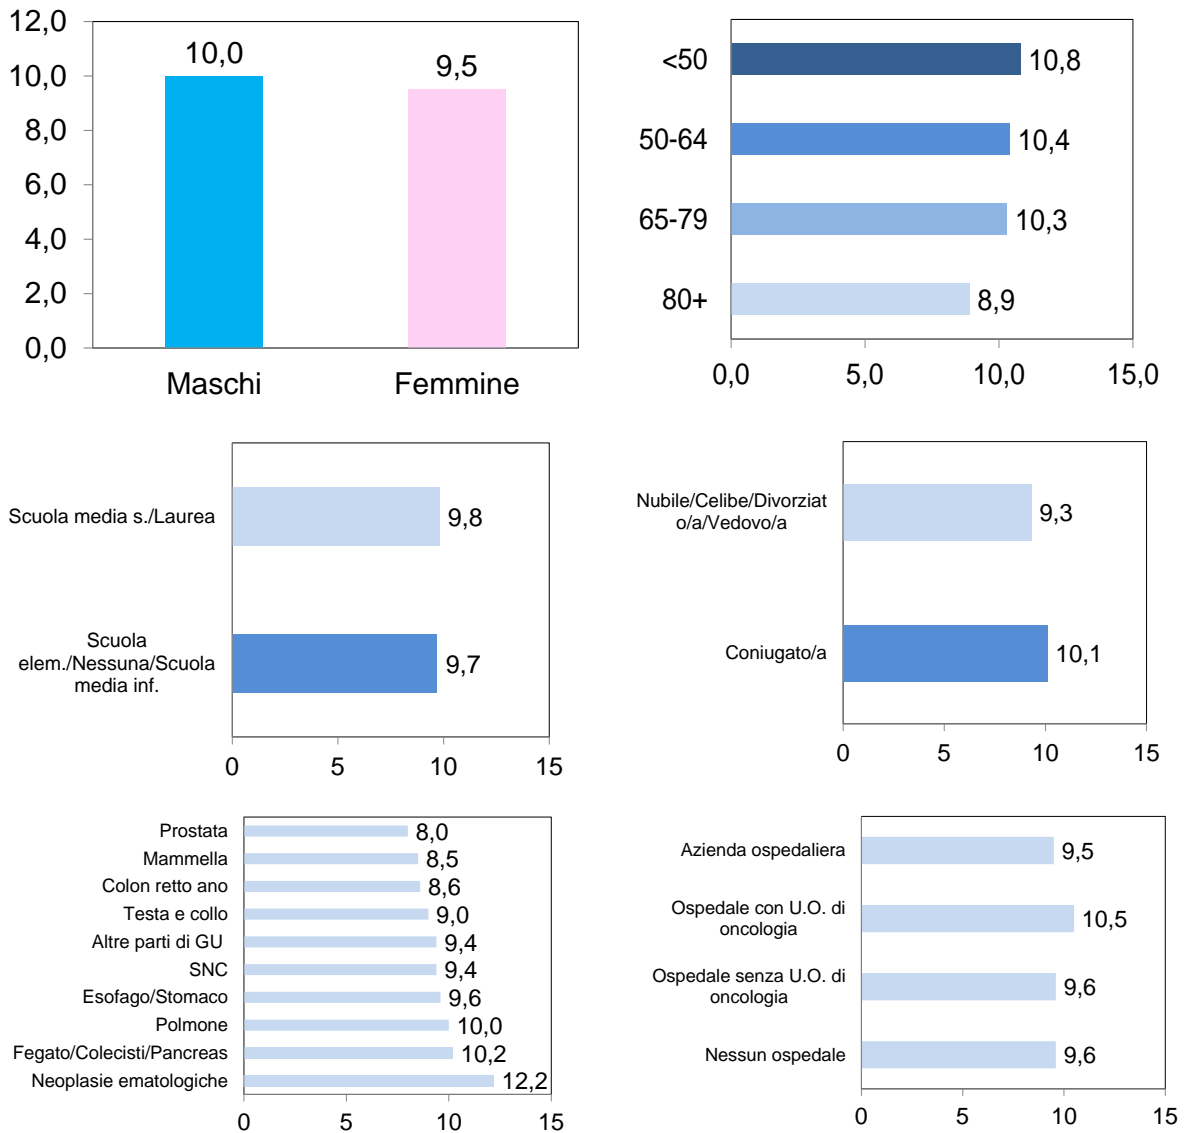 12,0
10,0
8,0
6,0
4,0
2,0
0,0
10,0
9,5
Maschi
Femmine
<50
10,8
50-64
10,4
65-79
10,3
80+
8,9
0,0
5,0
10,0
15,0
Scuola media s./Laurea
9,8
Scuola
elem./Nessuna/Scuola
media inf.
9,7
0
5
10
15
Nubile/Celibe/Divorziat
o/a/Vedovo/a
9,3
Coniugato/a
10,1
0
5
10
15
Prostata
8,0
Mammella
8,5
Colon retto ano
8,6
Testa e collo
9,0
Altre parti di GU
9,4
SNC
9,4
Esofago/Stomaco
9,6
Polmone
10,0
Fegato/Colecisti/Pancreas
10,2
Neoplasie ematologiche
12,2
0
5
10
15
Azienda ospedaliera
9,5
Ospedale con U.O. di
oncologia
10,5
Ospedale senza U.O. di
oncologia
9,6
Nessun ospedale
9,6
0
5
10
15